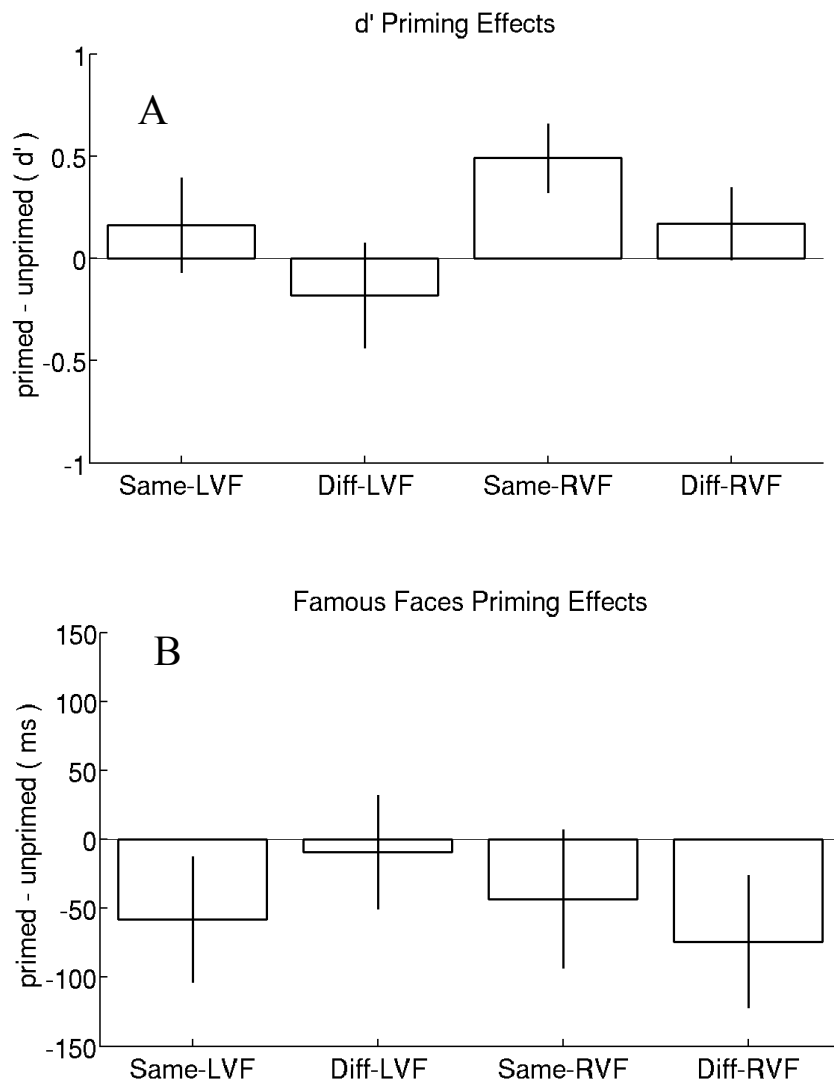 d' Priming Effects
A
primed - unprimed ( d' )
1
0.5
0
-0.5
-1
Same-LVF Diff-LVF Same-RVF Diff-RVF
Famous Faces Priming Effects
B
primed - unprimed ( ms )
150
100
50
0
-50
-100
-150
Same-LVF Diff-LVF Same-RVF Diff-RVF